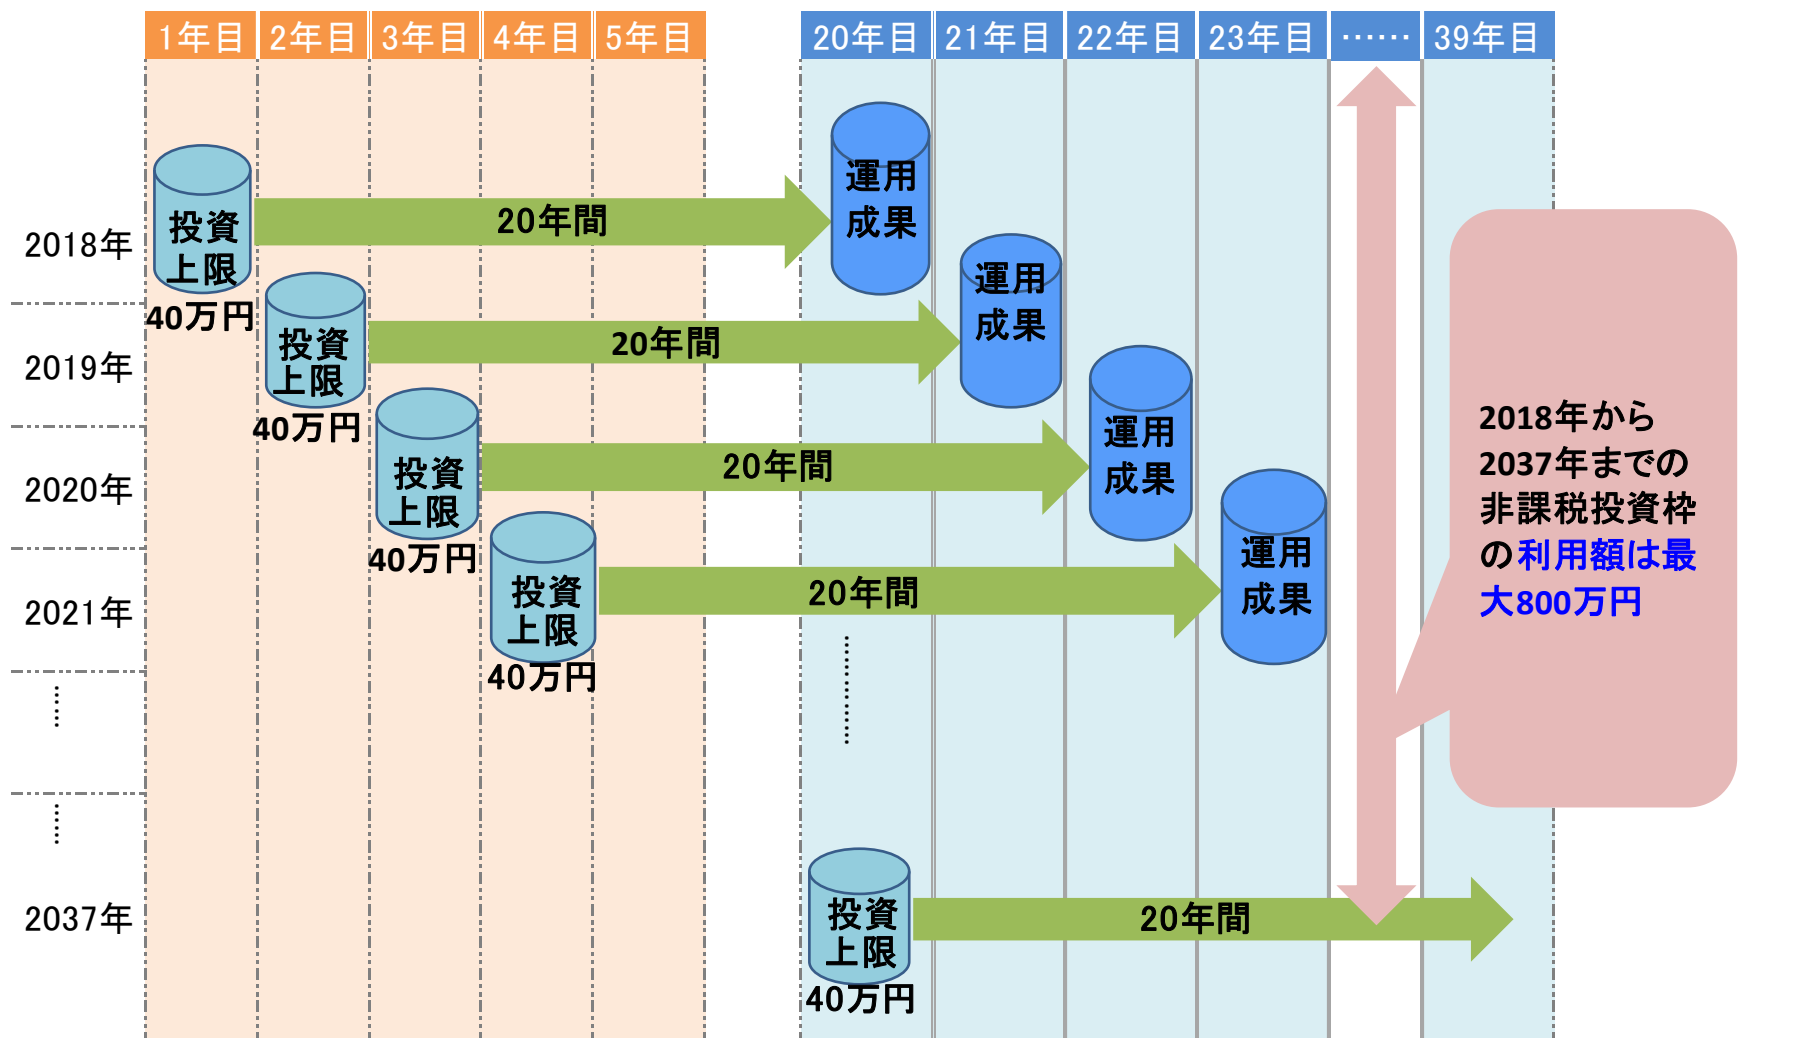 1年目 2年目 3年目 4年目 5年目 20年目 21年目 22年目 23年目 …… 39年目
2018年
投資
上限
40万円
20年間
運用
成果
2019年
投資
上限
40万円
20年間
運用
成果
2020年
投資
上限
40万円
20年間
運用
成果
2021年
投資
上限
40万円
20年間
運用
成果
……
……
…………
2037年
投資
上限
40万円
20年間
2018年から
2037年までの
非課税投資枠
の利用額は最
大800万円